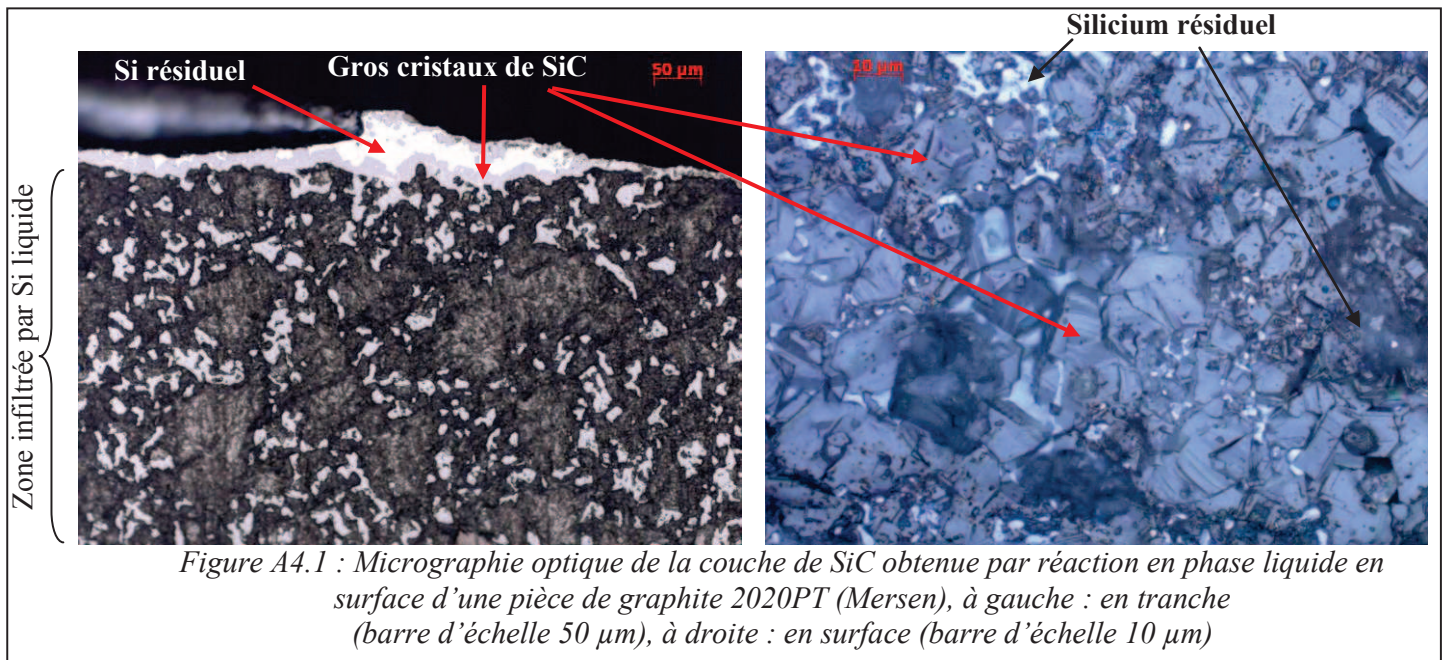 Silicium résiduel
Si résiduel
Gros cristaux de SiC
50 µm
10 µm
Zone infiltrée par Si liquide
Figure A4.1 : Micrographie optique de la couche de SiC obtenue par réaction en phase liquide en
surface d'une pièce de graphite 2020PT (Mersen), à gauche : en tranche
(barre d'échelle 50 µm), à droite : en surface (barre d'échelle 10 µm)